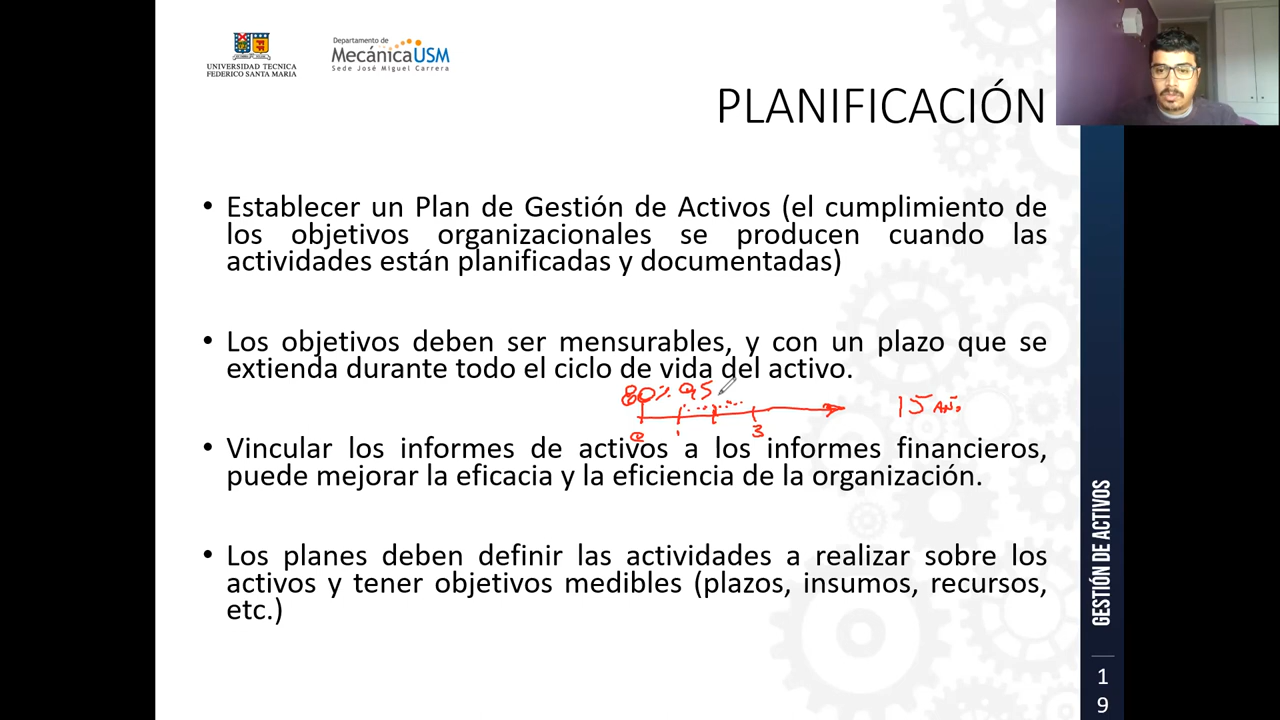 UNIVERSIDAD TECNICA
FEDERICO SANTA MARIA
Departamento de
MecánicaUSM
Sede José Miguel Carrera
PLANIFICACIÓN
• Establecer un Plan de Gestión de Activos (el cumplimiento de
los objetivos organizacionales se producen cuando las
actividades están planificadas y documentadas)
• Los objetivos deben ser mensurables, y con un plazo que se
extienda durante todo el ciclo de vida del activo.
80% 95
15 AÑ.
0 1 3
• Vincular los informes de activos a los informes financieros,
puede mejorar la eficacia y la eficiencia de la organización.
• Los planes deben definir las actividades a realizar sobre los
activos y tener objetivos medibles (plazos, insumos, recursos,
etc.)
GESTIÓN DE ACTIVOS
1
9